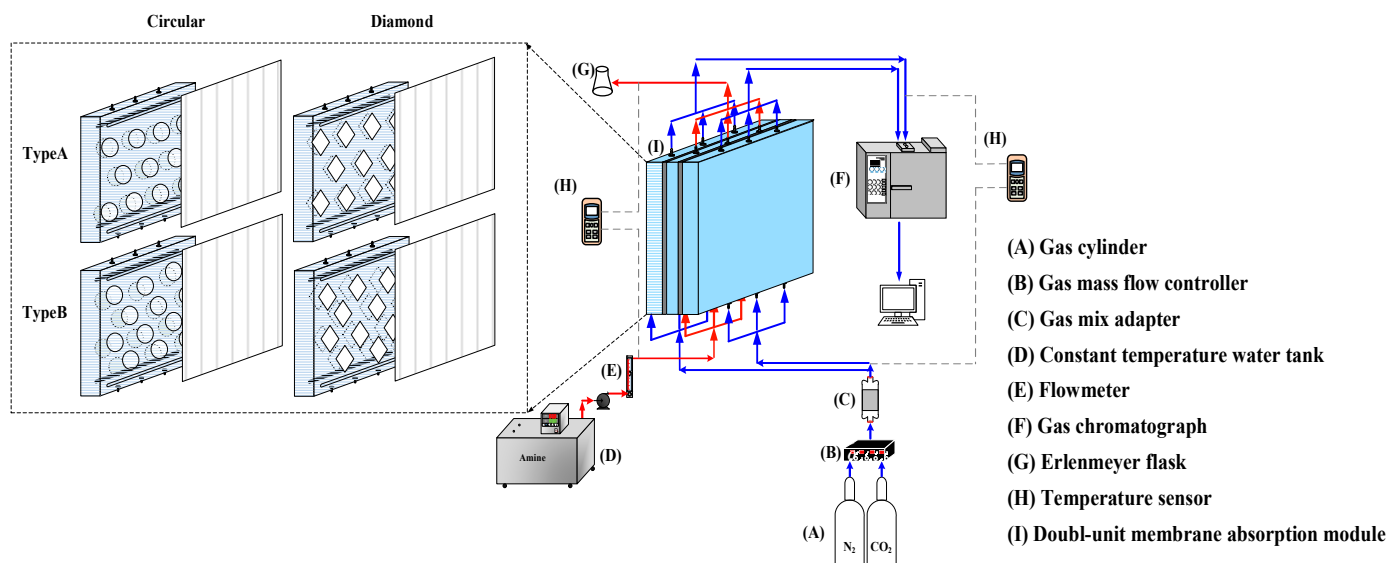 Circular
Diamond
TypeA
TypeB
(G)
(I)
(H)
(F)
(H)
(E)
(C)
(D)
Amine
(B)
(A)
N₂
CO₂
(A) Gas cylinder
(B) Gas mass flow controller
(C) Gas mix adapter
(D) Constant temperature water tank
(E) Flowmeter
(F) Gas chromatograph
(G) Erlenmeyer flask
(H) Temperature sensor
(I) Doubl-unit membrane absorption module